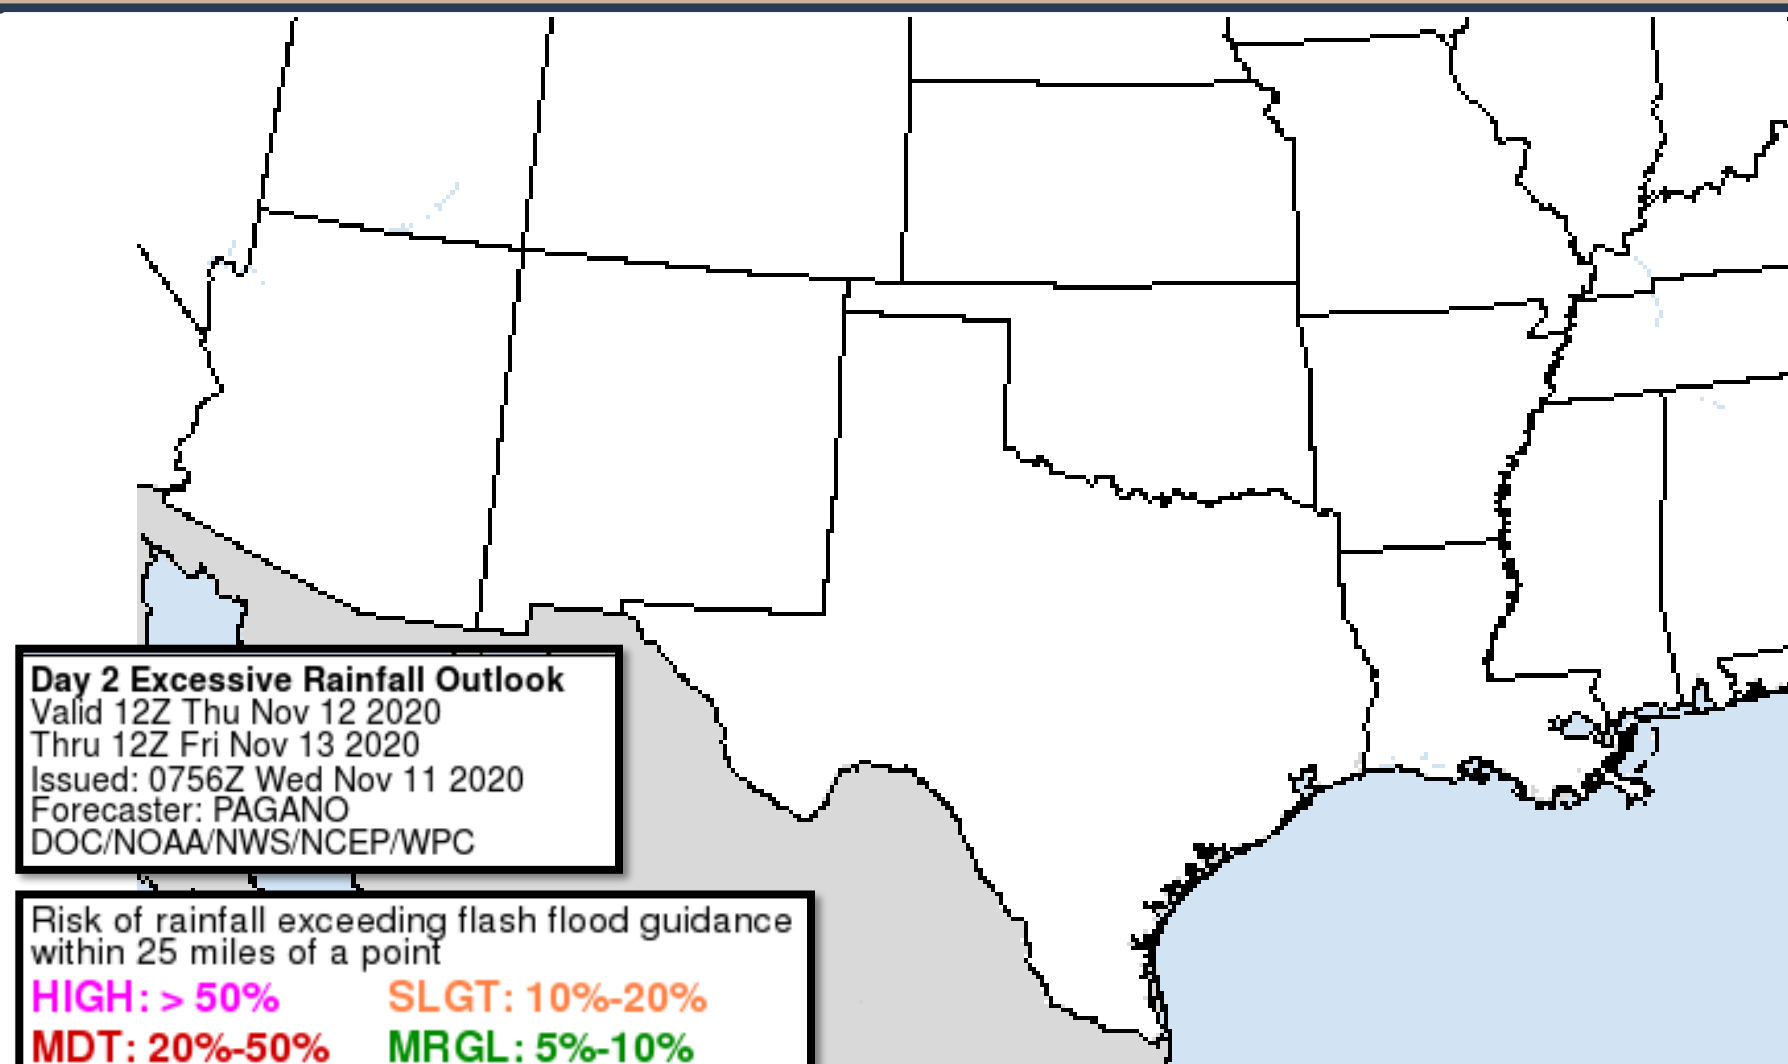 Day 2 Excessive Rainfall Outlook
Valid 12Z Thu Nov 12 2020
Thru 12Z Fri Nov 13 2020
Issued: 0756Z Wed Nov 11 2020
Forecaster: PAGANO
DOC/NOAA/NWS/NCEP/WPC
Risk of rainfall exceeding flash flood guidance
within 25 miles of a point
HIGH: > 50% SLGT: 10%-20%
MDT: 20%-50% MRGL: 5%-10%